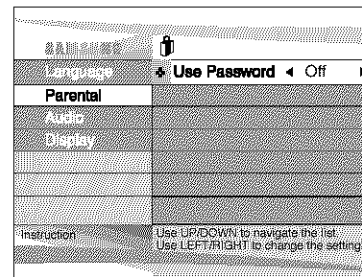 SAMSUNG
Language
Use Password ◄ Off
Parental
Audio
Display
Instruction
Use UP/DOWN to navigate the list.
Use LEFT/RIGHT to change the setting